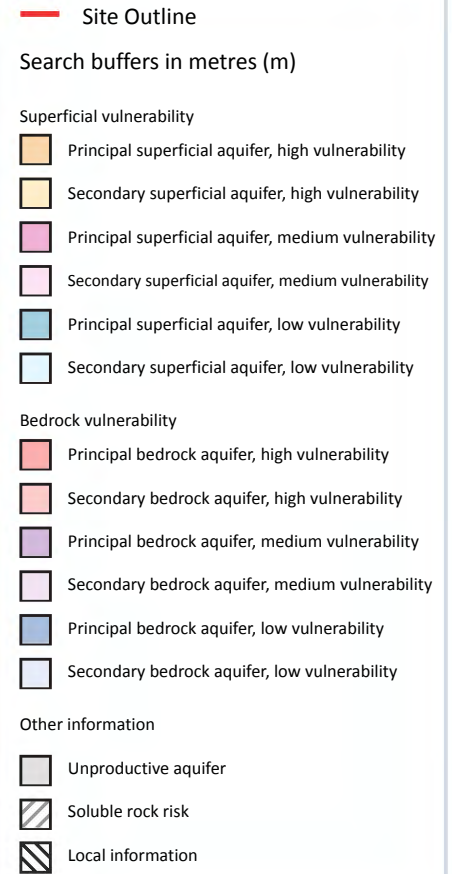 Site Outline
Search buffers in metres (m)
Superficial vulnerability
Principal superficial aquifer, high vulnerability
Secondary superficial aquifer, high vulnerability
Principal superficial aquifer, medium vulnerability
Secondary superficial aquifer, medium vulnerability
Principal superficial aquifer, low vulnerability
Secondary superficial aquifer, low vulnerability
Bedrock vulnerability
Principal bedrock aquifer, high vulnerability
Secondary bedrock aquifer, high vulnerability
Principal bedrock aquifer, medium vulnerability
Secondary bedrock aquifer, medium vulnerability
Principal bedrock aquifer, low vulnerability
Secondary bedrock aquifer, low vulnerability
Other information
Unproductive aquifer
Soluble rock risk
Local information